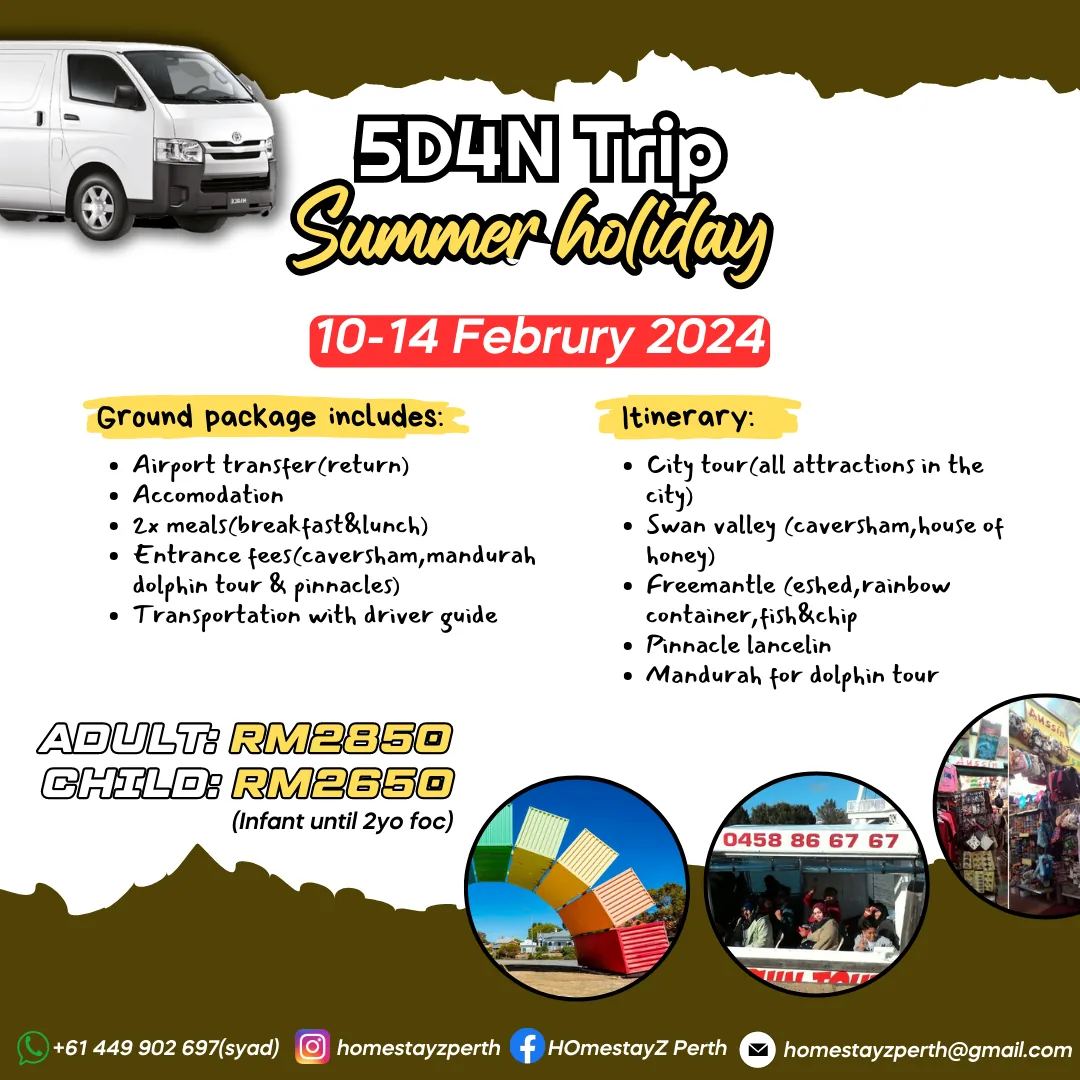 5D4N Trip
Summer holiday
10-14 Februry 2024
Ground package includes:
• Airport transfer(return)
• Accomodation
• 2x meals(breakfast&lunch)
• Entrance fees(caversham,mandurah
dolphin tour & pinnacles)
• Transportation with driver guide
Itinerary:
• City tour(all attractions in the
city)
• Swan valley (caversham,house of
honey)
• Freemantle (eshed,rainbow
container,fish&chip
• Pinnacle lancelin
• Mandurah for dolphin tour
ADULT: RM2850
CHILD: RM2650
(Infant until 2yo foc)
0458 86 67 67
+61 449 902 697(syad)
homestayzperth
HOmestayZ Perth
homestayzperth@gmail.com